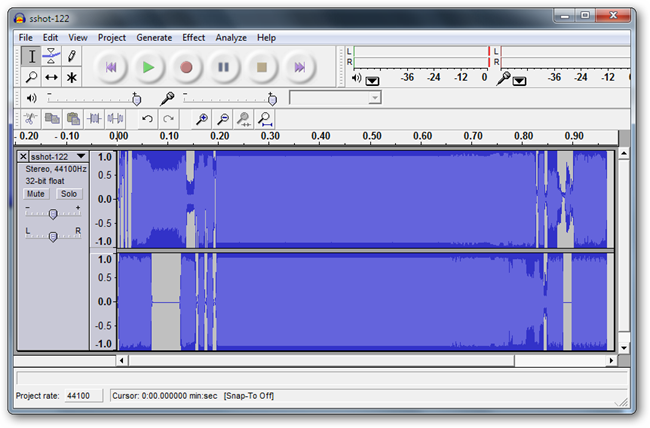 sshot-122
File Edit View Project Generate Effect Analyze Help
L
R
-36 -24 -12 0
L
R
-36 -24 -12 0
- +
- +
- 0.20 - 0.10 0.00 0.10 0.20 0.30 0.40 0.50 0.60 0.70 0.80 0.90
sshot-122
Stereo, 44100Hz
32-bit float
Mute Solo
- +
L R
1.0
0.5
0.0
-0.5
-1.0
1.0
0.5
0.0
-0.5
-1.0
Project rate: 44100 Cursor: 0:00.000000 min:sec [Snap-To Off]